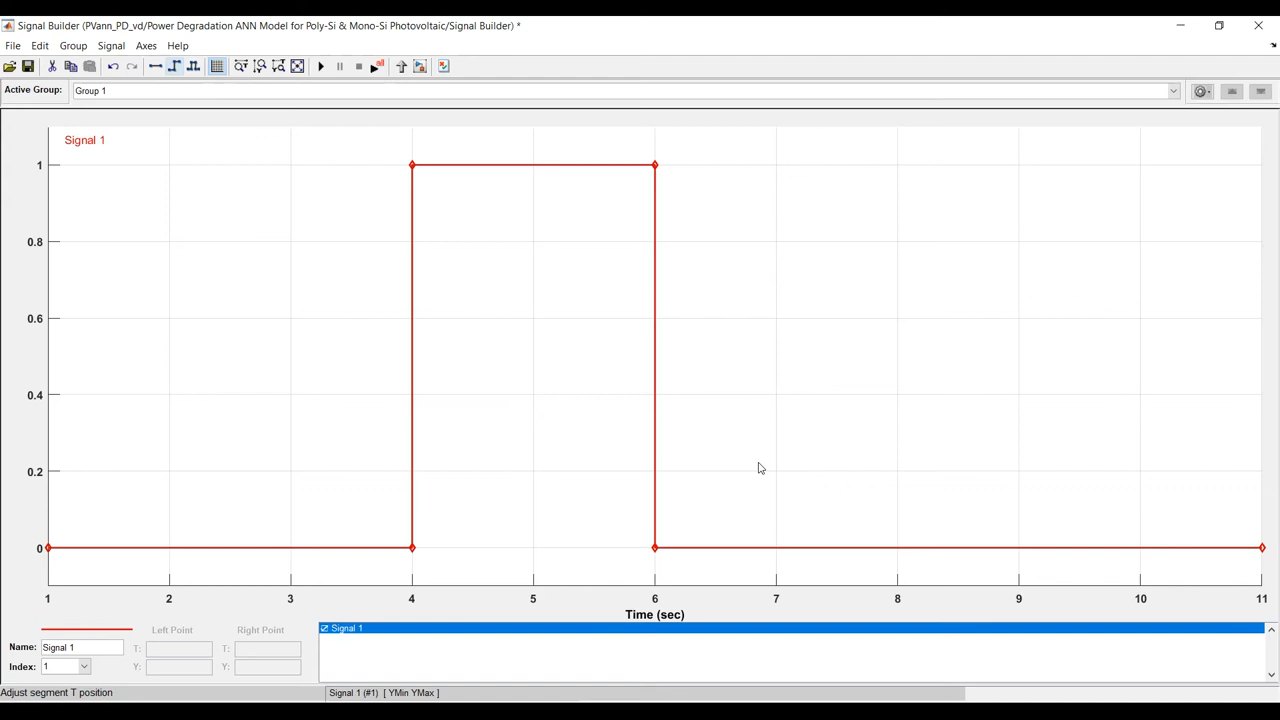 Signal Builder (PVann_PD_vd/Power Degradation ANN Model for Poly-Si & Mono-Si Photovoltaic/Signal Builder) *
File Edit Group Signal Axes Help
all
Active Group: Group 1
Signal 1
1
0.8
0.6
0.4
0.2
0
1 2 3 4 5 6 7 8 9 10 11
Time (sec)
Left Point Right Point
Signal 1
Name: Signal 1 T: T:
Index: 1 Y: Y:
Adjust segment T position
Signal 1 (#1) [ YMin YMax ]